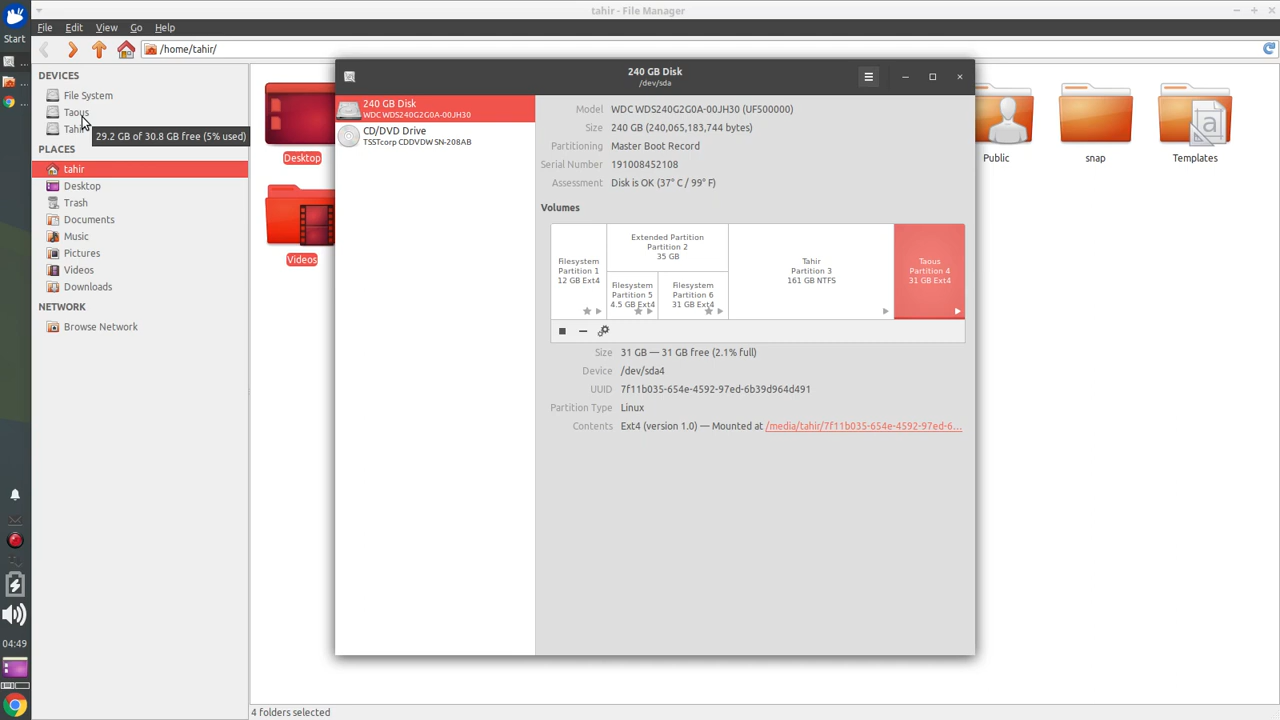 tahir - File Manager
Start
File Edit View Go Help
/home/tahir/
DEVICES
File System
Taous
29.2 GB of 30.8 GB free (5% used)
PLACES
tahir
Desktop
Trash
Documents
Music
Pictures
Videos
Downloads
NETWORK
Browse Network
04:49
Desktop
Videos
Public
snap
Templates
4 folders selected
240 GB Disk
/dev/sda
240 GB Disk
WDC WDS240G2G0A-00JH30
CD/DVD Drive
TSSTcorp CDDVDW SN-208AB
Model WDC WDS240G2G0A-00JH30 (UF500000)
Size 240 GB (240,065,183,744 bytes)
Partitioning Master Boot Record
Serial Number 191008452108
Assessment Disk is OK (37° C / 99° F)
Volumes
Filesystem
Partition 1
12 GB Ext4
Extended Partition
Partition 2
35 GB
Filesystem
Partition 5
4.5 GB Ext4
Filesystem
Partition 6
31 GB Ext4
Tahir
Partition 3
161 GB NTFS
Taous
Partition 4
31 GB Ext4
Size 31 GB — 31 GB free (2.1% full)
Device /dev/sda4
UUID 7f11b035-654e-4592-97ed-6b39d964d491
Partition Type Linux
Contents Ext4 (version 1.0) — Mounted at /media/tahir/7f11b035-654e-4592-97ed-6...